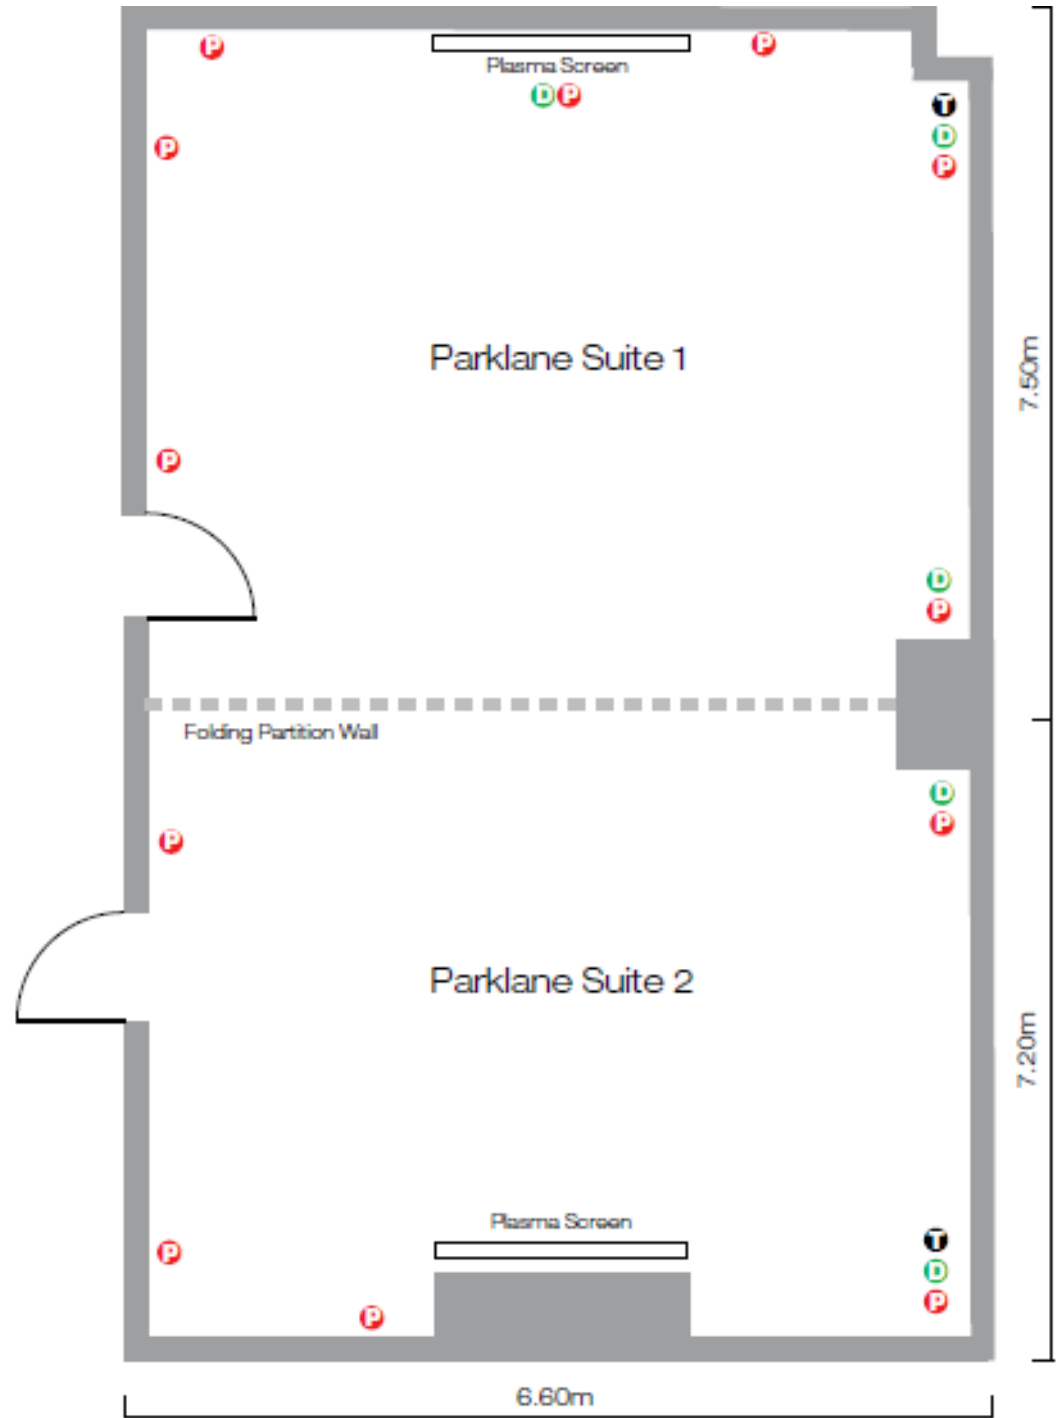 P
P
Plasma Screen
D P
T
D
P
P
Parklane Suite 1
7.50m
P
D
P
Folding Partition Wall
D
P
P
Parklane Suite 2
7.20m
Plasma Screen
T
D
P
P
P
6.60m